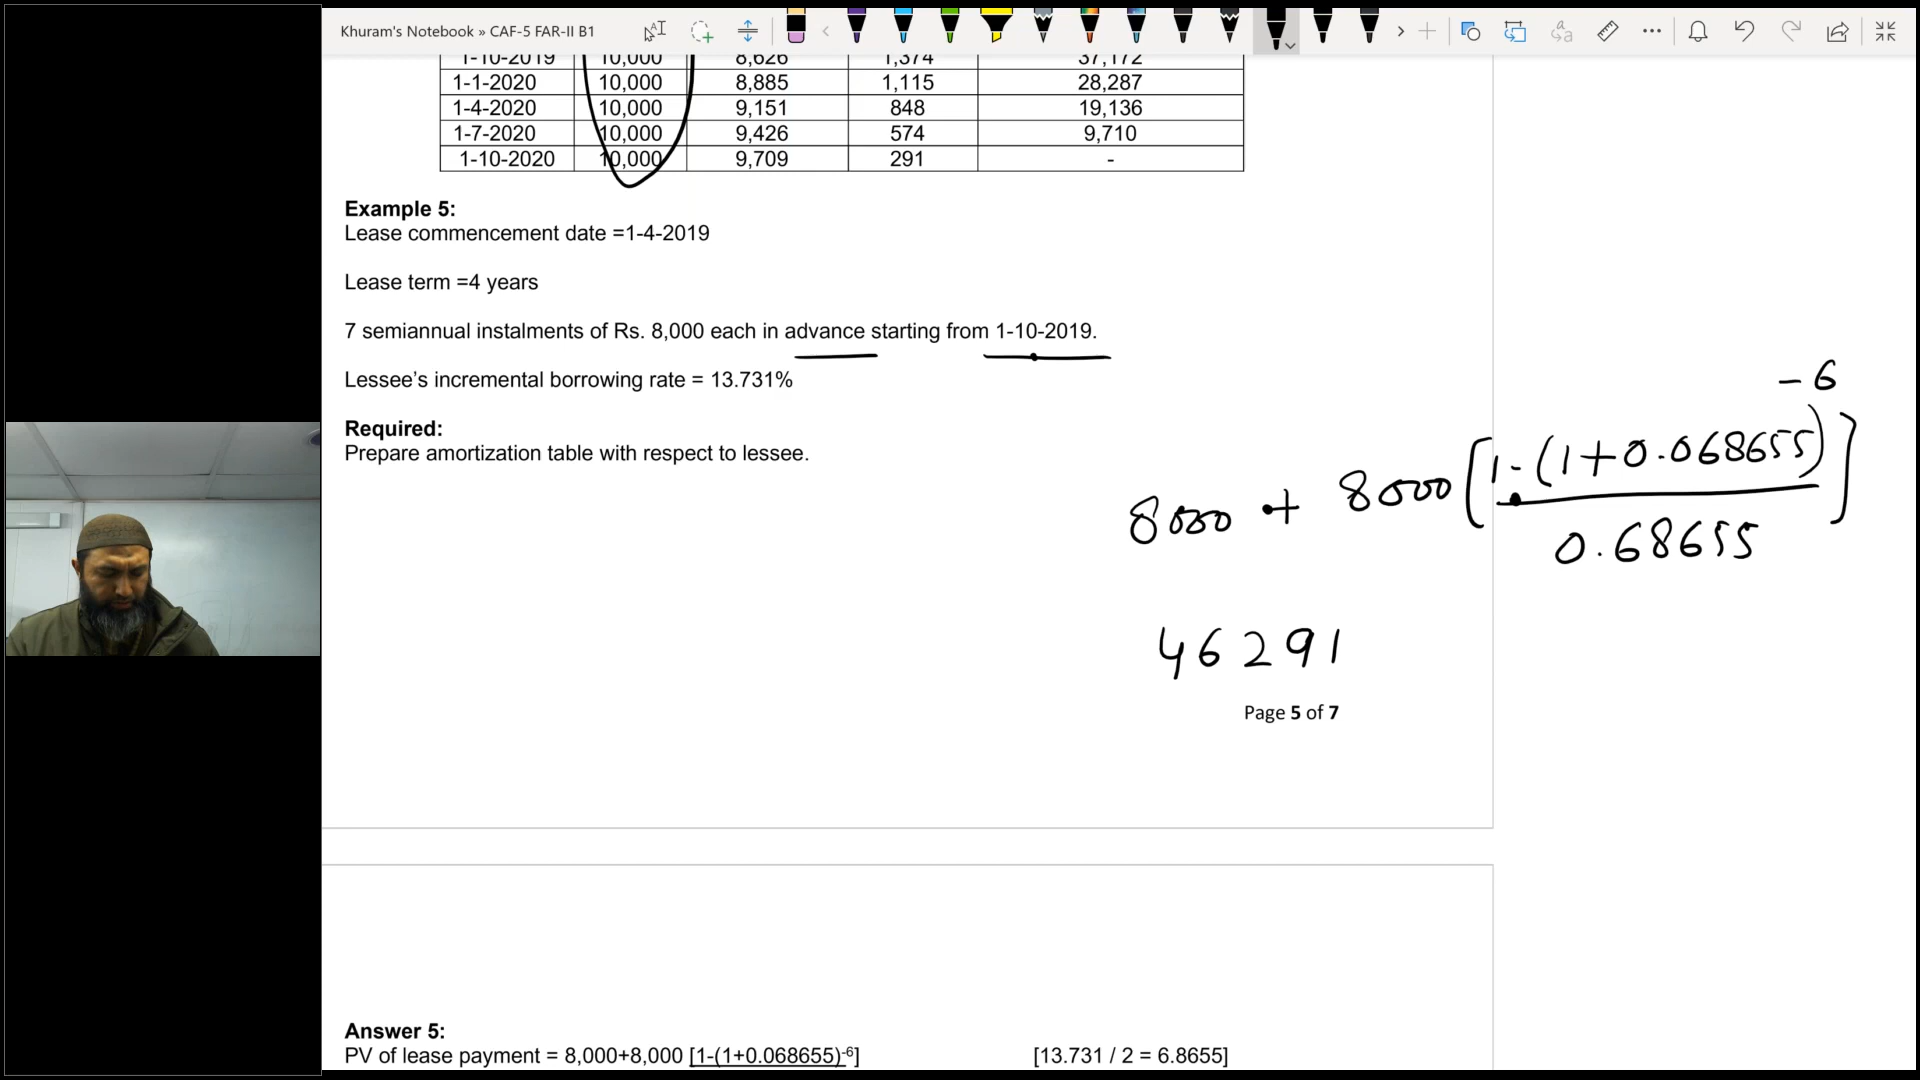 Khuram's Notebook » CAF-5 FAR-II B1
1-10-2019 10,000 8,626 1,374 37,172
1-1-2020 10,000 8,885 1,115 28,287
1-4-2020 10,000 9,151 848 19,136
1-7-2020 10,000 9,426 574 9,710
1-10-2020 10,000 9,709 291 -
Example 5:
Lease commencement date =1-4-2019
Lease term =4 years
7 semiannual instalments of Rs. 8,000 each in advance starting from 1-10-2019.
Lessee’s incremental borrowing rate = 13.731%
Required:
Prepare amortization table with respect to lessee.
-6
8000 + 8000 [1-(1+0.068655)]
0.68655
46291
Page 5 of 7
Answer 5:
PV of lease payment = 8,000+8,000 [1-(1+0.068655)-6] [13.731 / 2 = 6.8655]